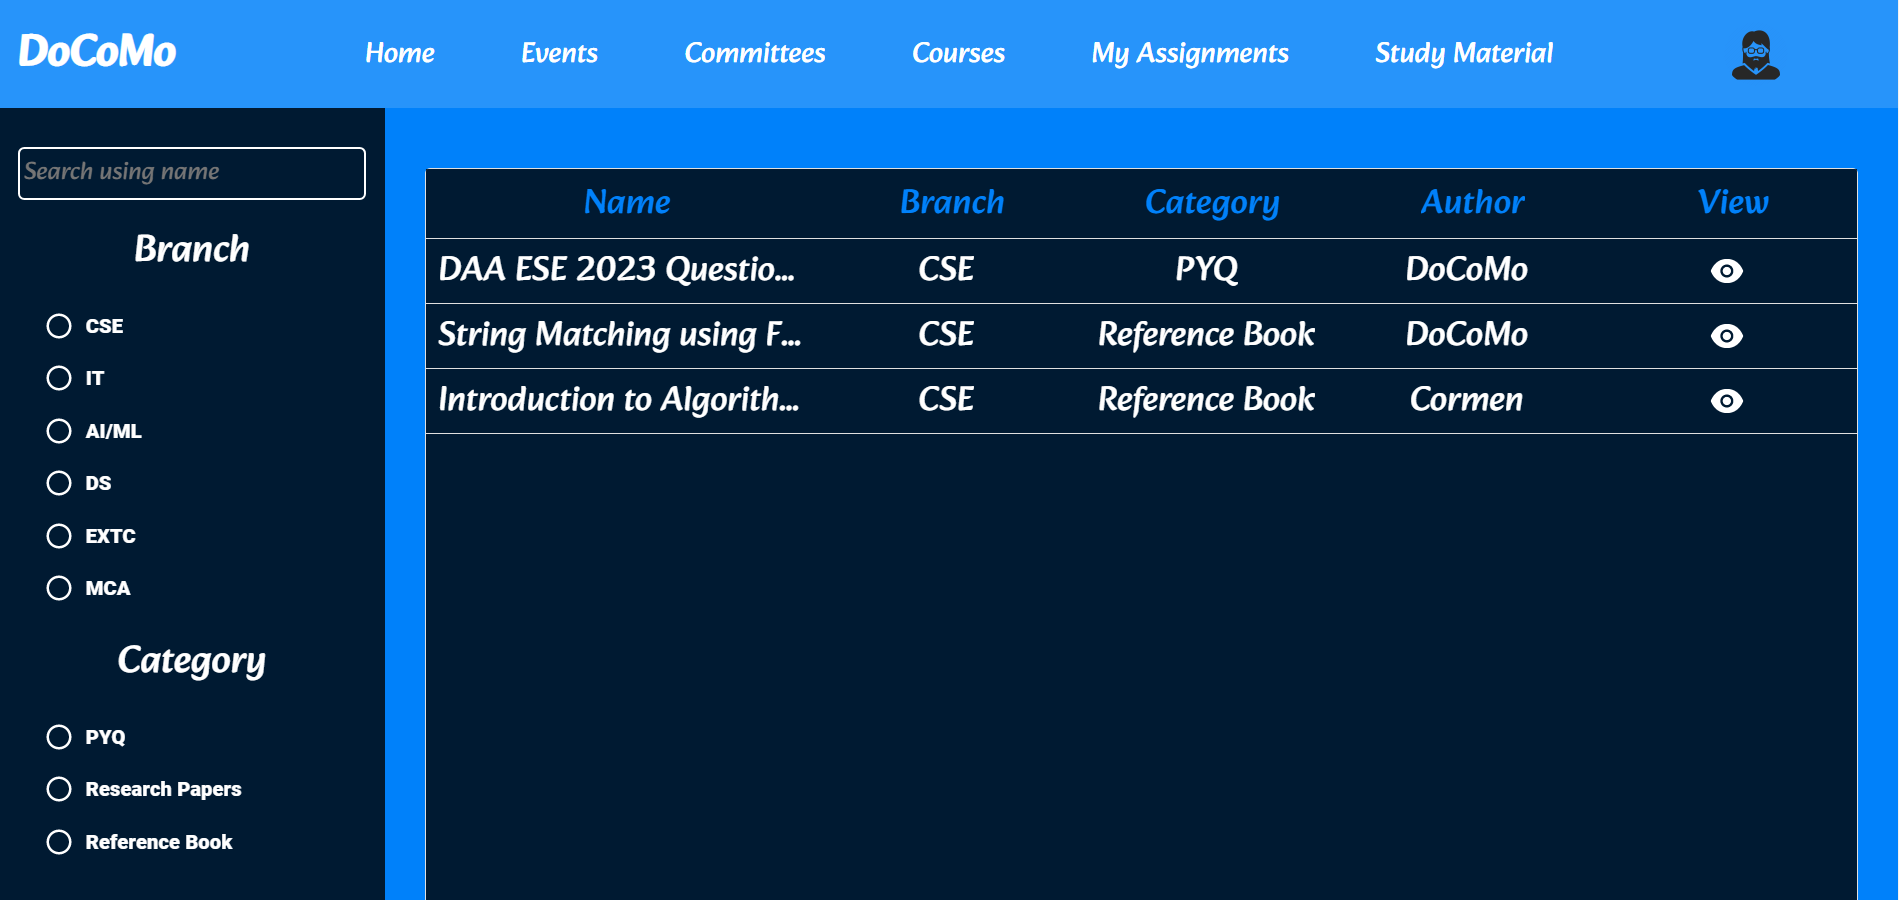 DoCoMo Home Events Committees Courses My Assignments Study Material
Search using name
Branch
CSE
IT
AI/ML
DS
EXTC
MCA
Category
PYQ
Research Papers
Reference Book
Name Branch Category Author View
DAA ESE 2023 Questio... CSE PYQ DoCoMo
String Matching using F... CSE Reference Book DoCoMo
Introduction to Algorith... CSE Reference Book Cormen